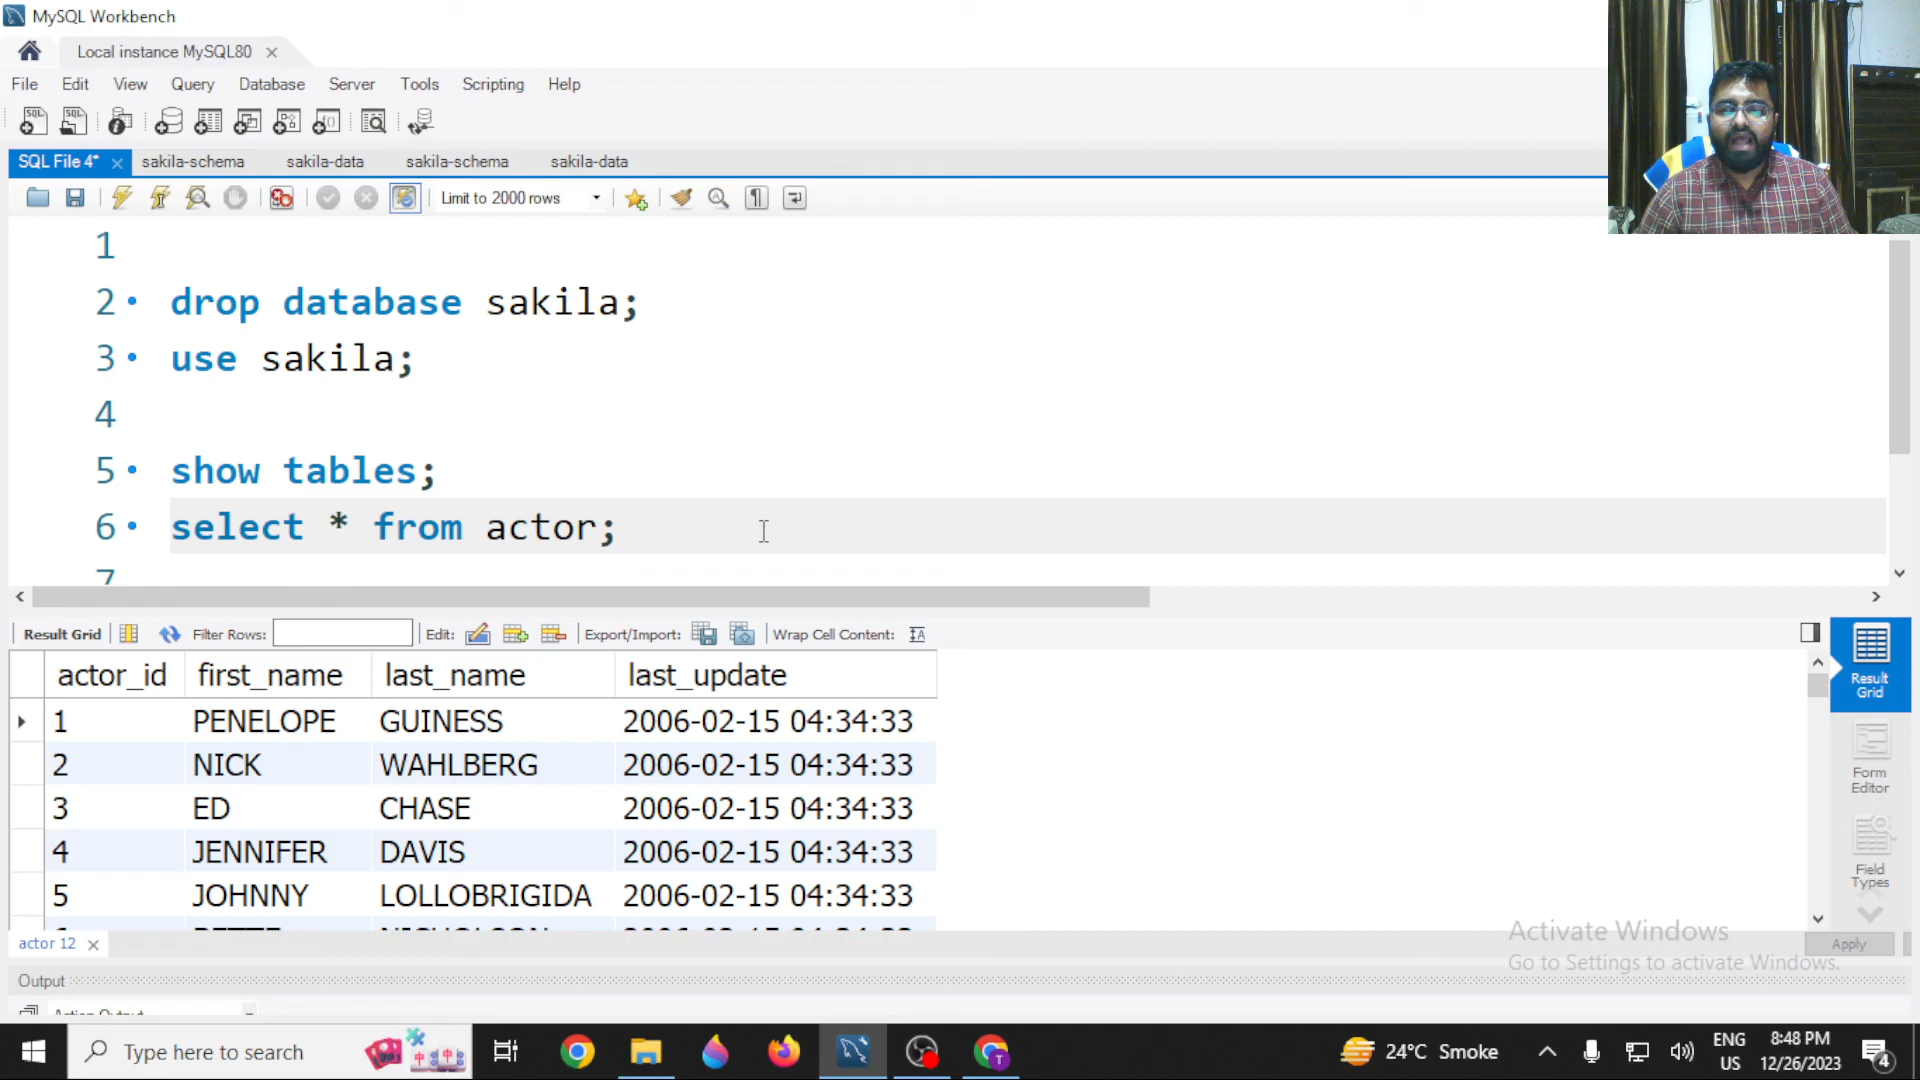 MySQL Workbench
Local instance MySQL80
File Edit View Query Database Server Tools Scripting Help
SQL File 4* sakila-schema sakila-data sakila-schema sakila-data
Limit to 2000 rows
1
2 drop database sakila;
3 use sakila;
4
5 show tables;
6 select * from actor;
7
Result Grid Filter Rows: Edit: Export/Import: Wrap Cell Content:
actor_id first_name last_name last_update
1 PENELOPE GUINESS 2006-02-15 04:34:33
2 NICK WAHLBERG 2006-02-15 04:34:33
3 ED CHASE 2006-02-15 04:34:33
4 JENNIFER DAVIS 2006-02-15 04:34:33
5 JOHNNY LOLLOBRIGIDA 2006-02-15 04:34:33
Result
Grid
Form
Editor
Field
Types
Activate Windows
Go to Settings to activate Windows.
actor 12
Apply
Output
Action Output
Type here to search
24°C Smoke
ENG
US
8:48 PM
12/26/2023
4